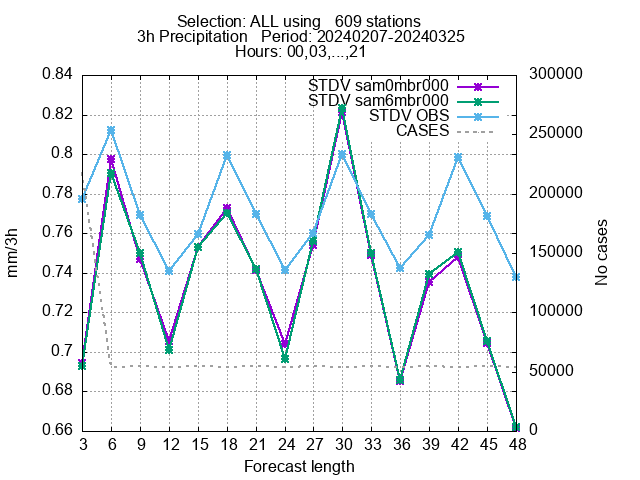 Selection: ALL using   609 stations
3h Precipitation   Period: 20240207-20240325
Hours: 00,03,...,21
STDV sam0mbr000
STDV sam6mbr000
STDV OBS
CASES
0.84
0.82
0.8
0.78
0.76
0.74
0.72
0.7
0.68
0.66
mm/3h
300000
250000
200000
150000
100000
50000
0
No cases
3 6 9 12 15 18 21 24 27 30 33 36 39 42 45 48
Forecast length